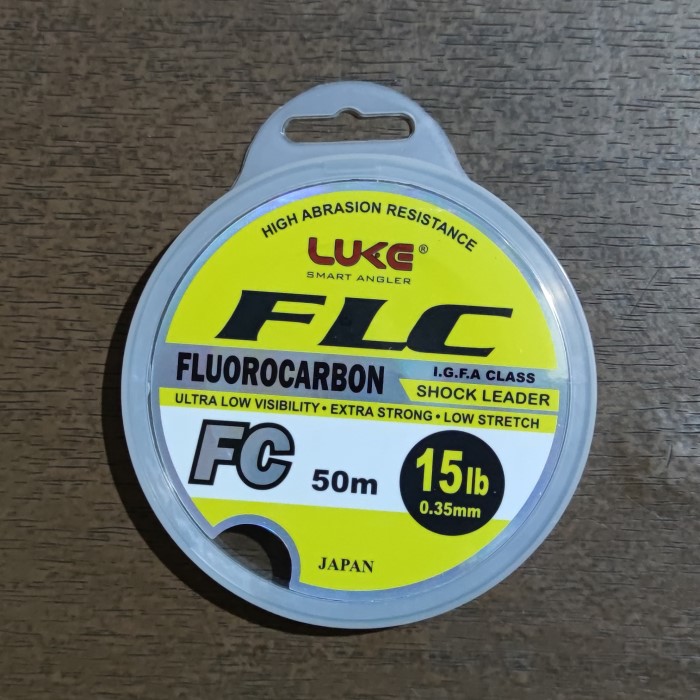 HIGH ABRASION RESISTANCE
LUKE®
SMART ANGLER
FLC
FLUOROCARBON
I.G.F.A CLASS
SHOCK LEADER
ULTRA LOW VISIBILITY • EXTRA STRONG • LOW STRETCH
FC
50m
15lb
0.35mm
JAPAN